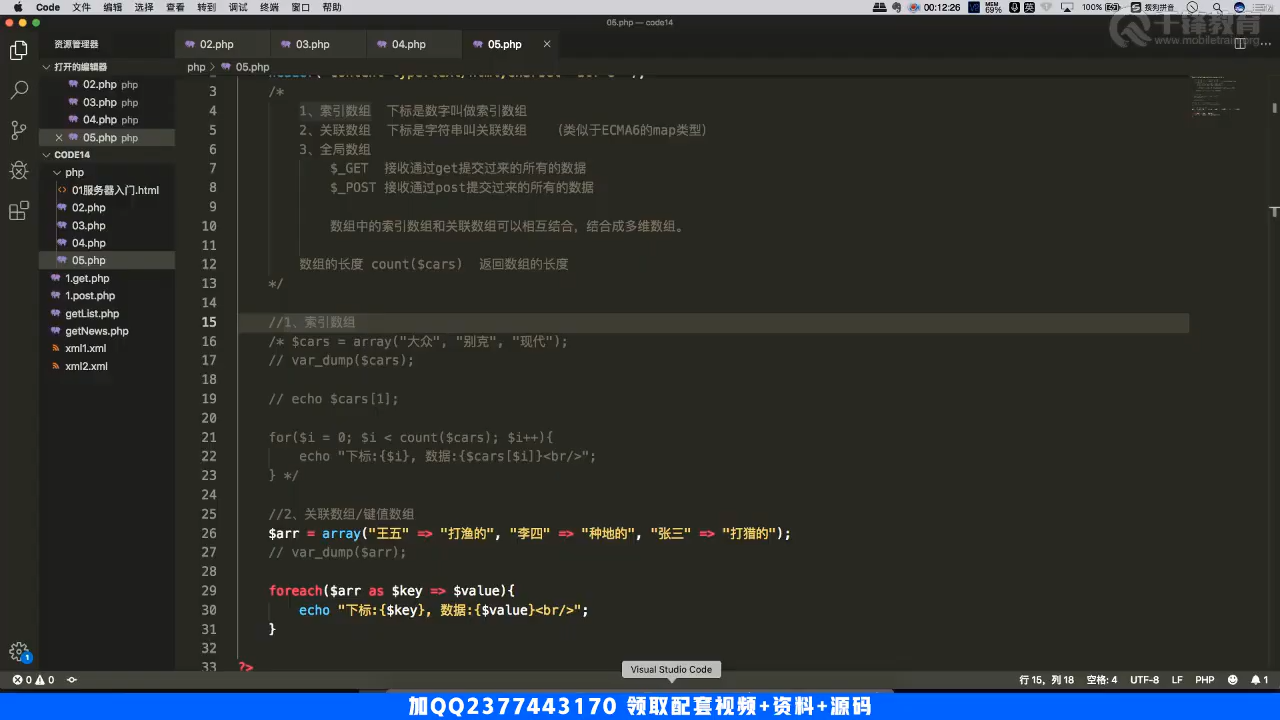 Code 文件 编辑 选择 查看 转到 调试 终端 窗口 帮助 00:12:26 MEM 69% 英 100% 搜狗拼音
05.php — code14
千锋教育
www.mobiletrain.org
资源管理器
02.php 03.php 04.php 05.php
打开的编辑器
php > 05.php
02.php php
03.php php
04.php php
05.php php
CODE14
php
01服务器入门.html
02.php
03.php
04.php
05.php
1.get.php
1.post.php
getList.php
getNews.php
xml1.xml
xml2.xml
3 /*
4 1、索引数组 下标是数字叫做索引数组
5 2、关联数组 下标是字符串叫关联数组 (类似于ECMA6的map类型)
6 3、全局数组
7 $_GET 接收通过get提交过来的所有的数据
8 $_POST 接收通过post提交过来的所有的数据
9
10 数组中的索引数组和关联数组可以相互结合，结合成多维数组。
11
12 数组的长度 count($cars) 返回数组的长度
13 */
14
15 //1、索引数组
16 /* $cars = array("大众", "别克", "现代");
17 // var_dump($cars);
18
19 // echo $cars[1];
20
21 for($i = 0; $i < count($cars); $i++){
22 echo "下标:{$i}, 数据:{$cars[$i]}<br/>";
23 } */
24
25 //2、关联数组/键值数组
26 $arr = array("王五" => "打渔的", "李四" => "种地的", "张三" => "打猎的");
27 // var_dump($arr);
28
29 foreach($arr as $key => $value){
30 echo "下标:{$key}, 数据:{$value}<br/>";
31 }
32
33 ?>
Visual Studio Code
1
0 0 行 15，列 18 空格: 4 UTF-8 LF PHP 1
加QQ2377443170 领取配套视频+资料+源码